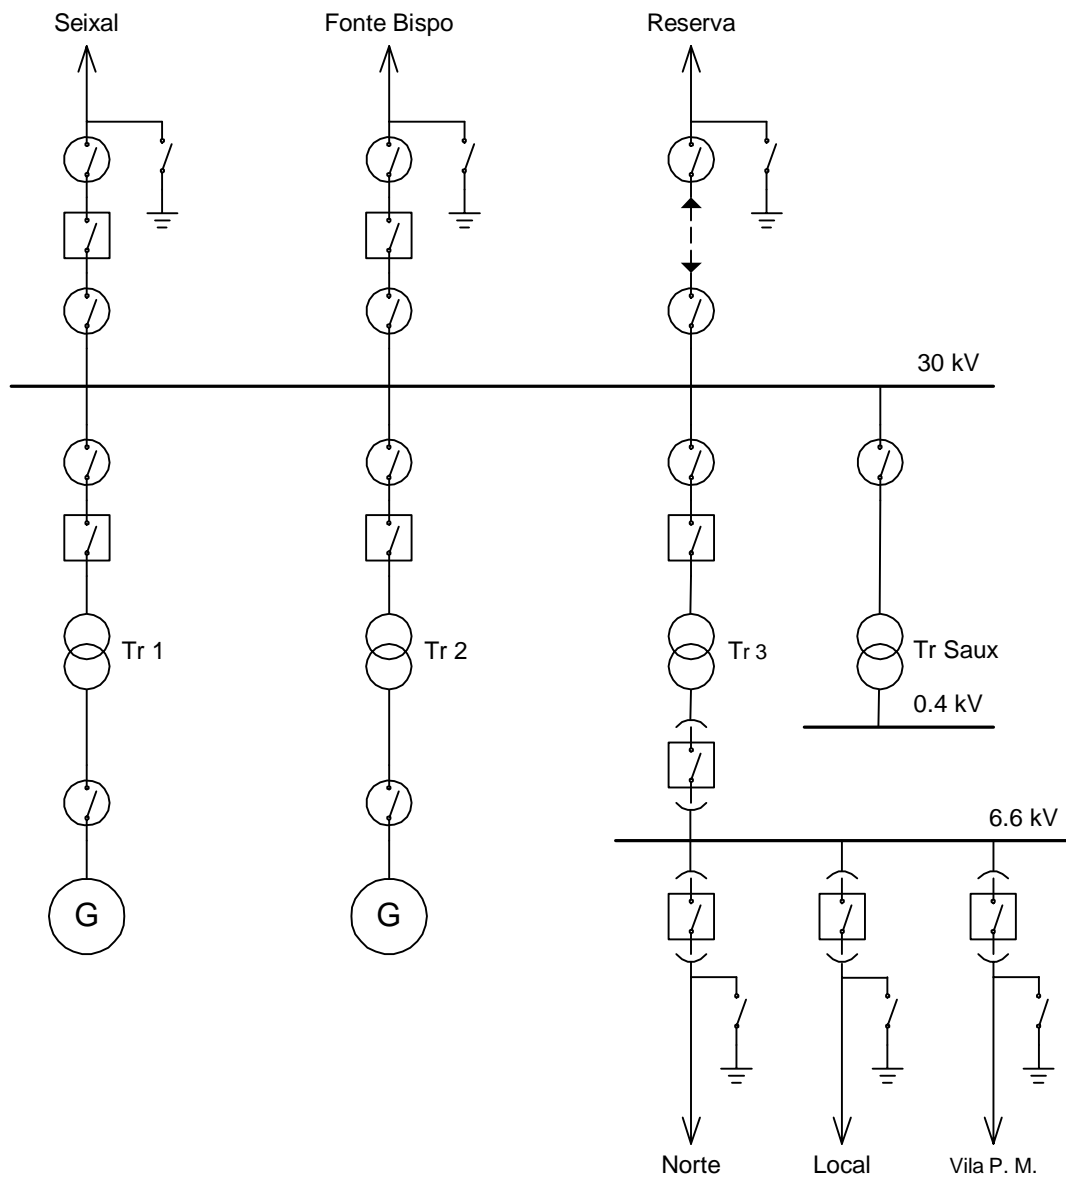 Seixal
Fonte Bispo
Reserva
30 kV
Tr 1
Tr 2
Tr 3
Tr Saux
0.4 kV
6.6 kV
G
G
Norte
Local
Vila P. M.